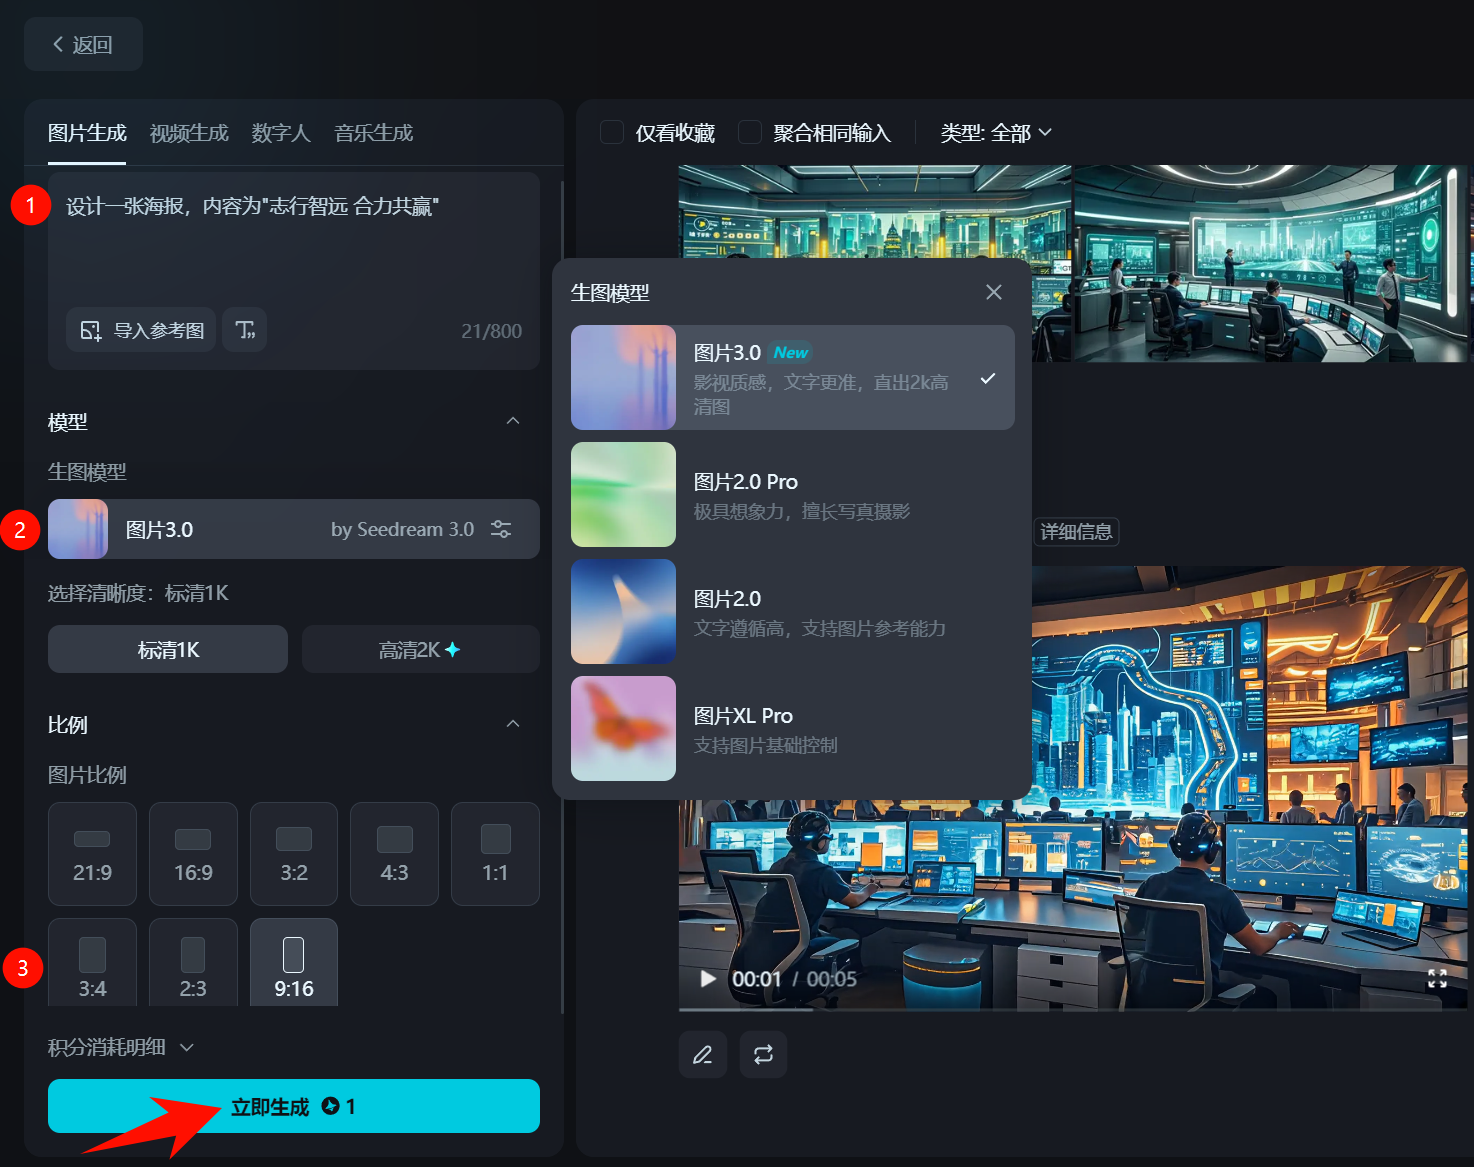 返回
图片生成 视频生成 数字人 音乐生成
1
设计一张海报，内容为"志行智远 合力共赢"
导入参考图
21/800
模型
生图模型
2
图片3.0
by Seedream 3.0
选择清晰度：标清1K
标清1K
高清2K
比例
图片比例
21:9
16:9
3:2
4:3
1:1
3
3:4
2:3
9:16
积分消耗明细
立即生成 1
仅看收藏
聚合相同输入
类型: 全部
生图模型
图片3.0 New
影视质感，文字更准，直出2k高
清图
图片2.0 Pro
极具想象力，擅长写真摄影
图片2.0
文字遵循高，支持图片参考能力
图片XL Pro
支持图片基础控制
详细信息
00:01 / 00:05